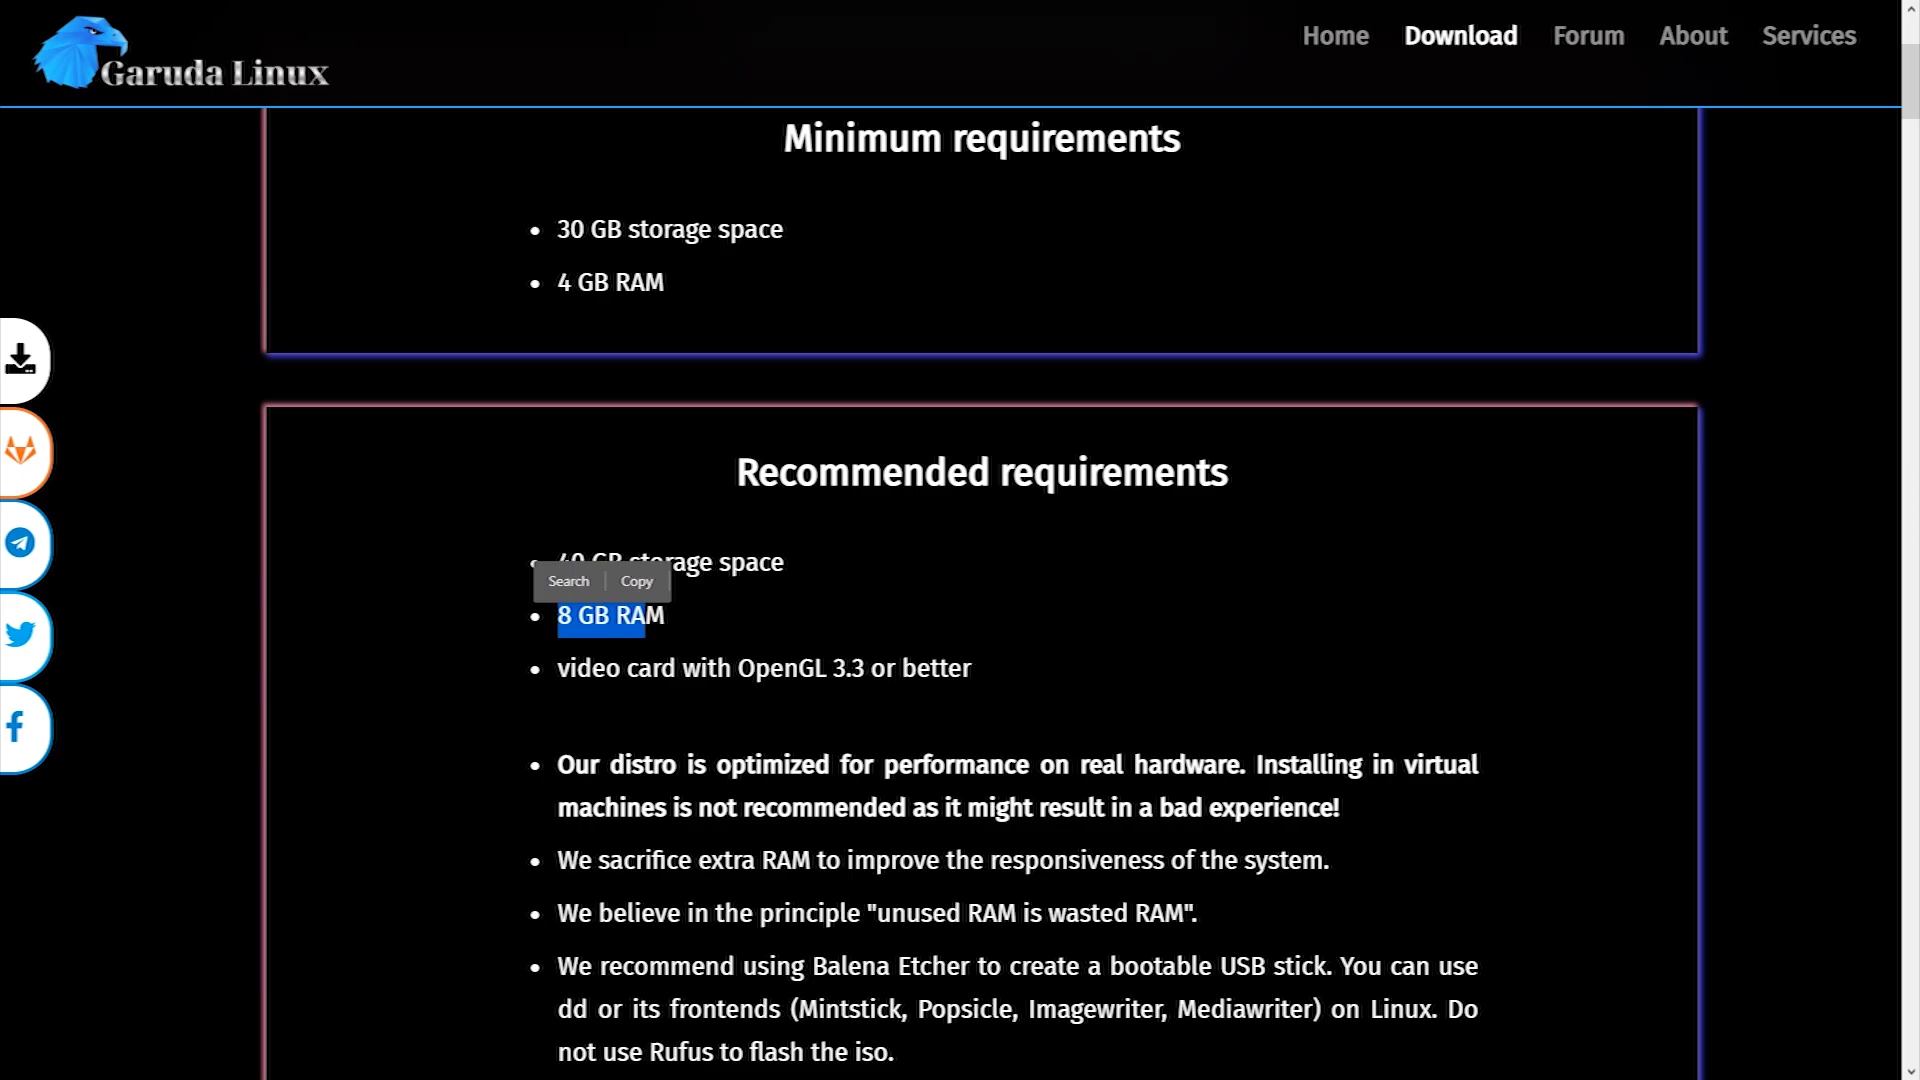 Garuda Linux
Home Download Forum About Services
Minimum requirements
• 30 GB storage space
• 4 GB RAM
Recommended requirements
• 40 GB storage space
Search Copy
• 8 GB RAM
• video card with OpenGL 3.3 or better
• Our distro is optimized for performance on real hardware. Installing in virtual
machines is not recommended as it might result in a bad experience!
• We sacrifice extra RAM to improve the responsiveness of the system.
• We believe in the principle "unused RAM is wasted RAM".
• We recommend using Balena Etcher to create a bootable USB stick. You can use
dd or its frontends (Mintstick, Popsicle, Imagewriter, Mediawriter) on Linux. Do
not use Rufus to flash the iso.